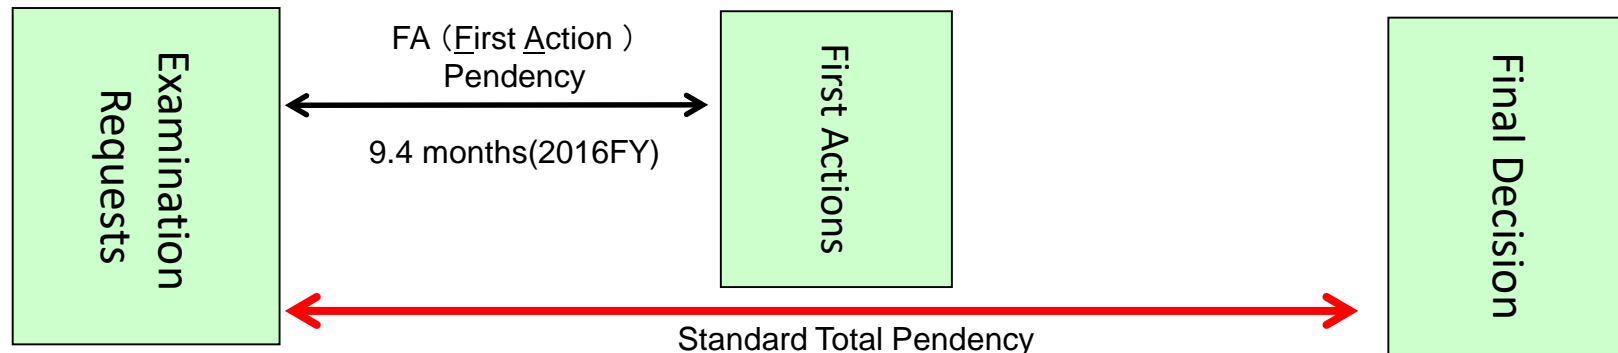 Examination
Requests
FA（First Action ）
Pendency
9.4 months(2016FY)
First Actions
Final Decision
Standard Total Pendency